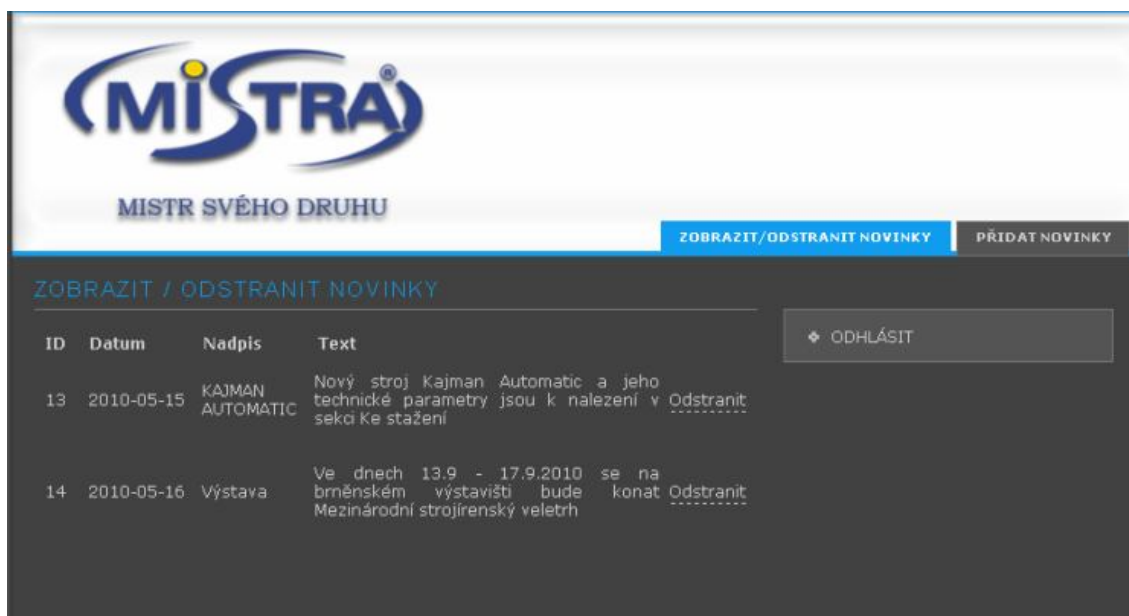 MiSTRA®
MISTR SVÉHO DRUHU
ZOBRAZIT/ODSTRANIT NOVINKY
PŘIDAT NOVINKY
ZOBRAZIT / ODSTRANIT NOVINKY
ODHLÁSIT
ID Datum Nadpis Text
13 2010-05-15
KAJMAN
AUTOMATIC
Nový stroj Kajman Automatic a jeho
technické parametry jsou k nalezení v
sekci Ke stažení
Odstranit
14 2010-05-16 Výstava
Ve dnech 13.9 - 17.9.2010 se na
brněnském výstavišti bude konat
Mezinárodní strojírenský veletrh
Odstranit